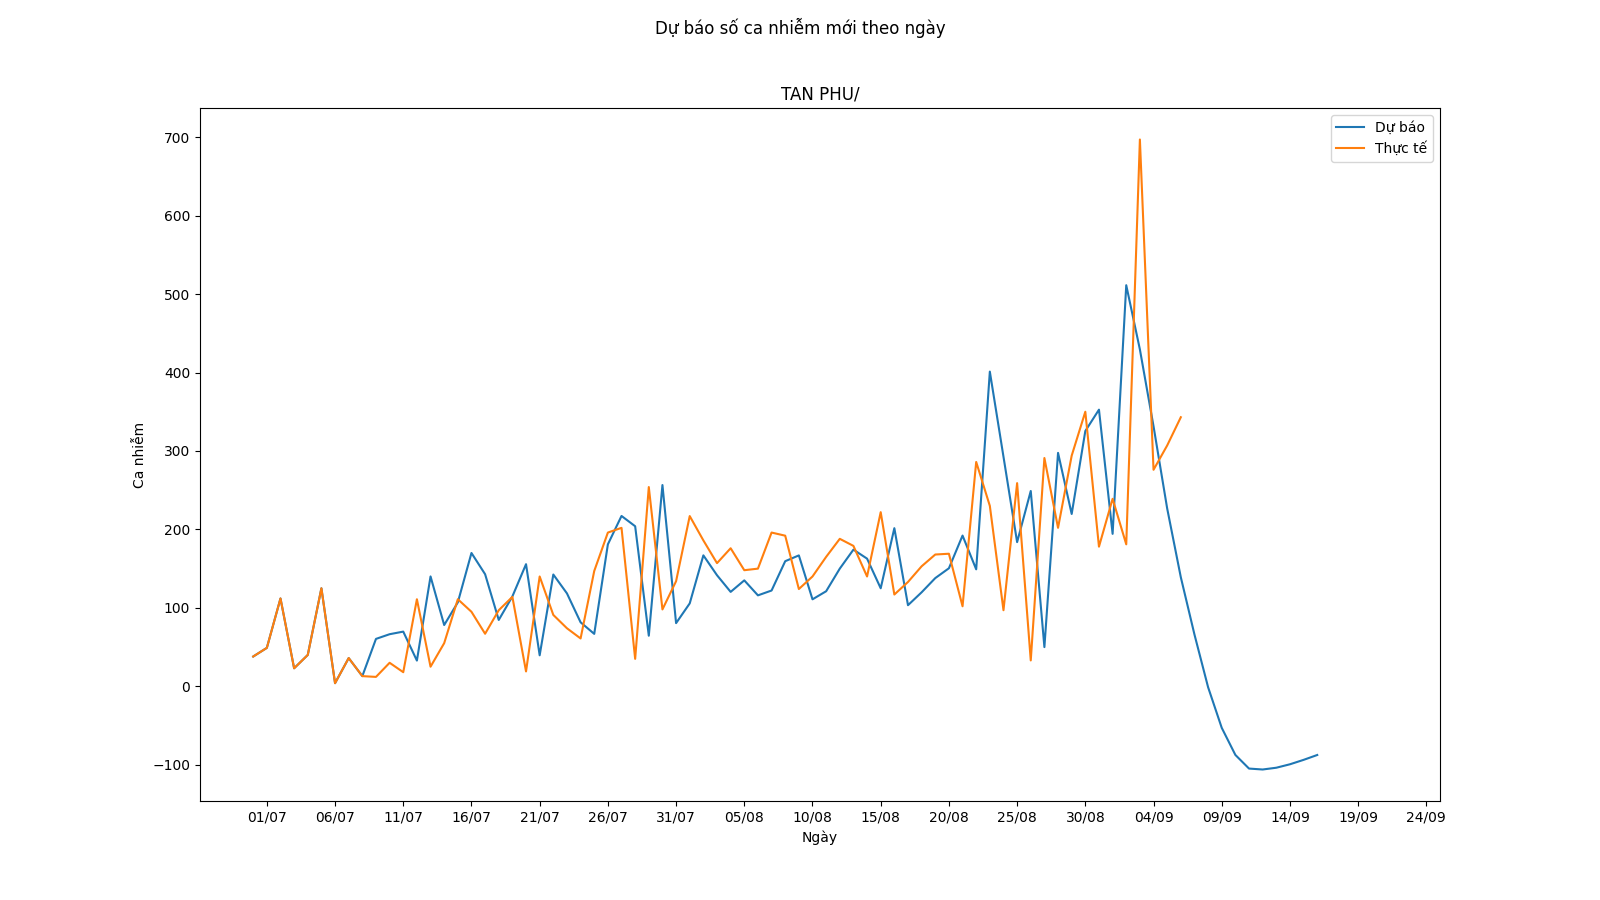 Dự báo số ca nhiễm mới theo ngày
TAN PHU/
Dự báo
Thực tế
700
600
500
400
300
200
100
0
−100
Ca nhiễm
01/07 06/07 11/07 16/07 21/07 26/07 31/07 05/08 10/08 15/08 20/08 25/08 30/08 04/09 09/09 14/09 19/09 24/09
Ngày